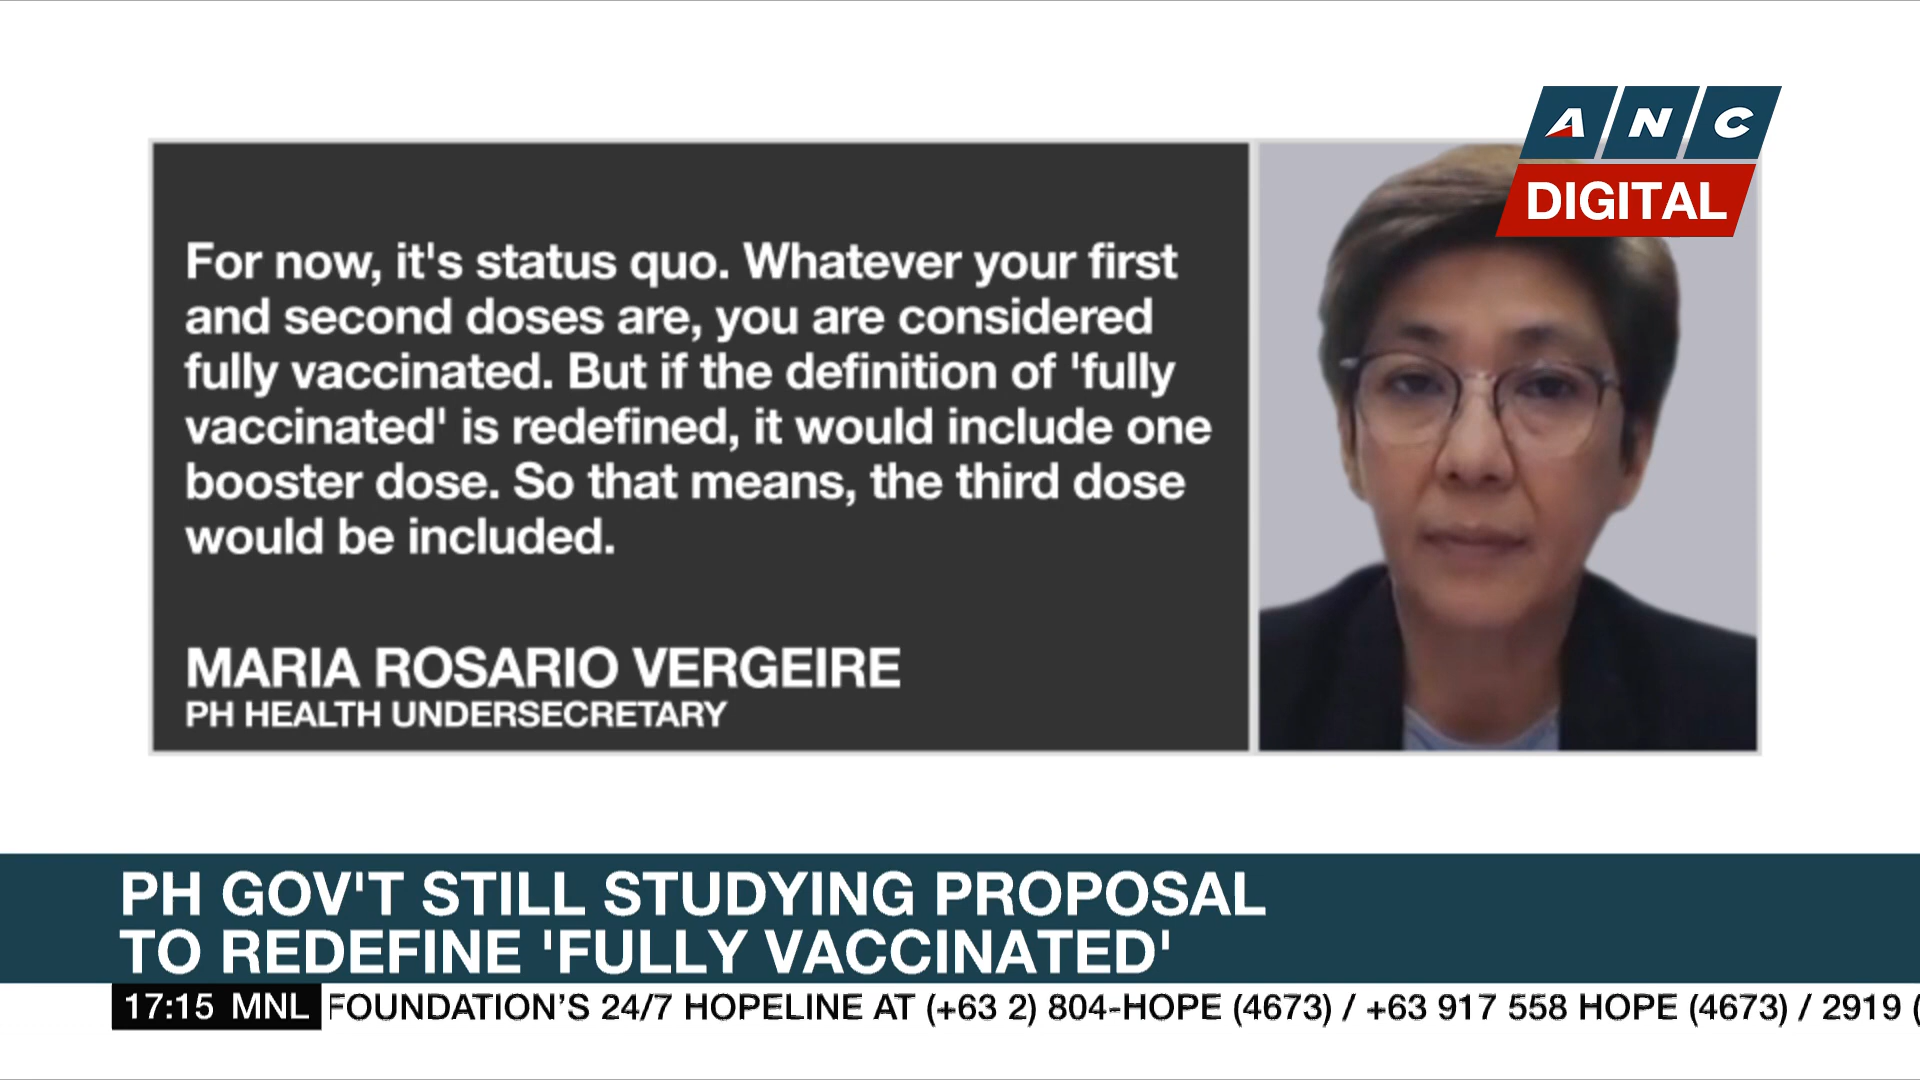 ANC
DIGITAL
For now, it's status quo. Whatever your first
and second doses are, you are considered
fully vaccinated. But if the definition of 'fully
vaccinated' is redefined, it would include one
booster dose. So that means, the third dose
would be included.
MARIA ROSARIO VERGEIRE
PH HEALTH UNDERSECRETARY
PH GOV'T STILL STUDYING PROPOSAL
TO REDEFINE 'FULLY VACCINATED'
17:15 MNL FOUNDATION'S 24/7 HOPELINE AT (+63 2) 804-HOPE (4673) / +63 917 558 HOPE (4673) / 2919 (